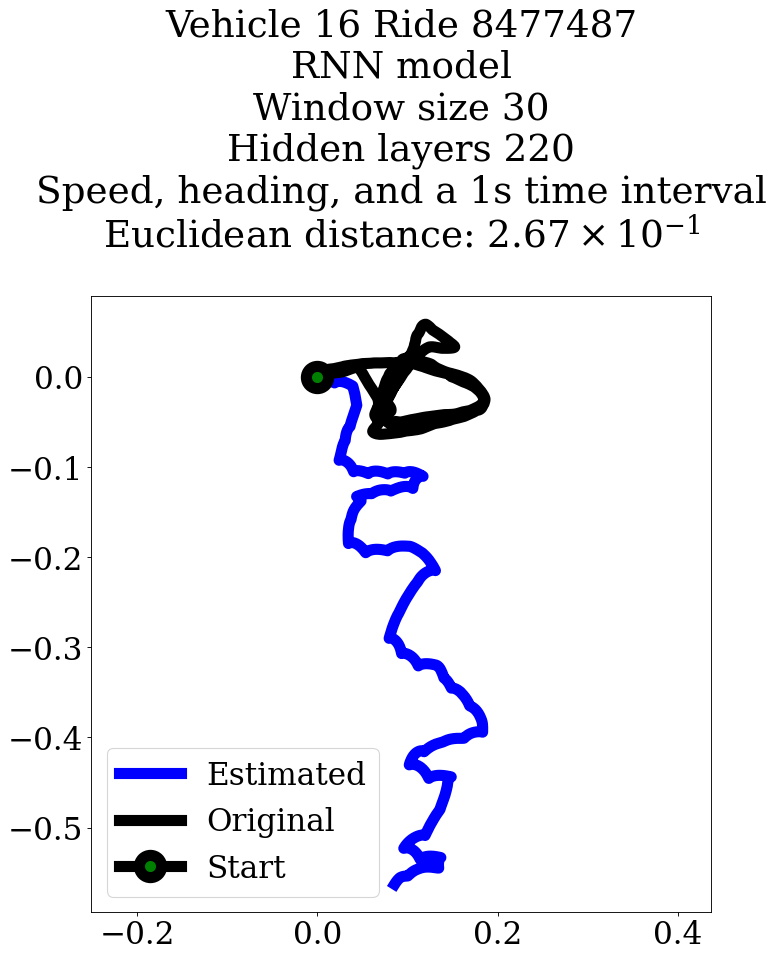 Vehicle 16 Ride 8477487
RNN model
Window size 30
Hidden layers 220
Speed, heading, and a 1s time interval
Euclidean distance: 2.67 × 10⁻¹
0.0
−0.1
−0.2
−0.3
−0.4
−0.5
Estimated
Original
Start
−0.2 0.0 0.2 0.4